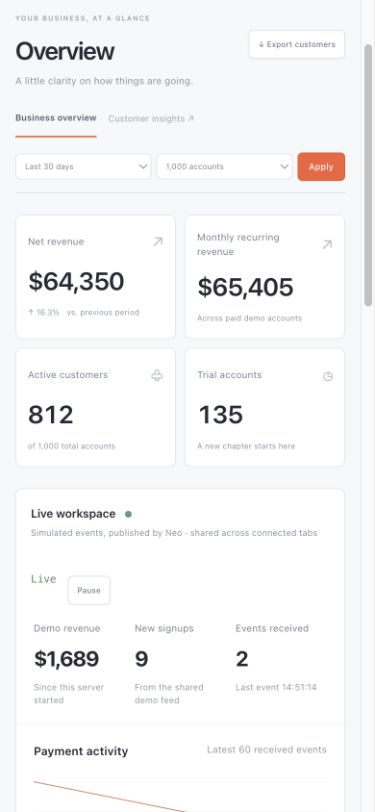 YOUR BUSINESS, AT A GLANCE
Overview
↓ Export customers
A little clarity on how things are going.
Business overview
Customer insights ↗
Last 30 days
1,000 accounts
Apply
Net revenue
$64,350
↑ 16.3% vs. previous period
Monthly recurring
revenue
$65,405
Across paid demo accounts
Active customers
812
of 1,000 total accounts
Trial accounts
135
A new chapter starts here
Live workspace
Simulated events, published by Neo · shared across connected tabs
Live
Pause
Demo revenue
$1,689
Since this server
started
New signups
9
From the shared
demo feed
Events received
2
Last event 14:51:14
Payment activity
Latest 60 received events